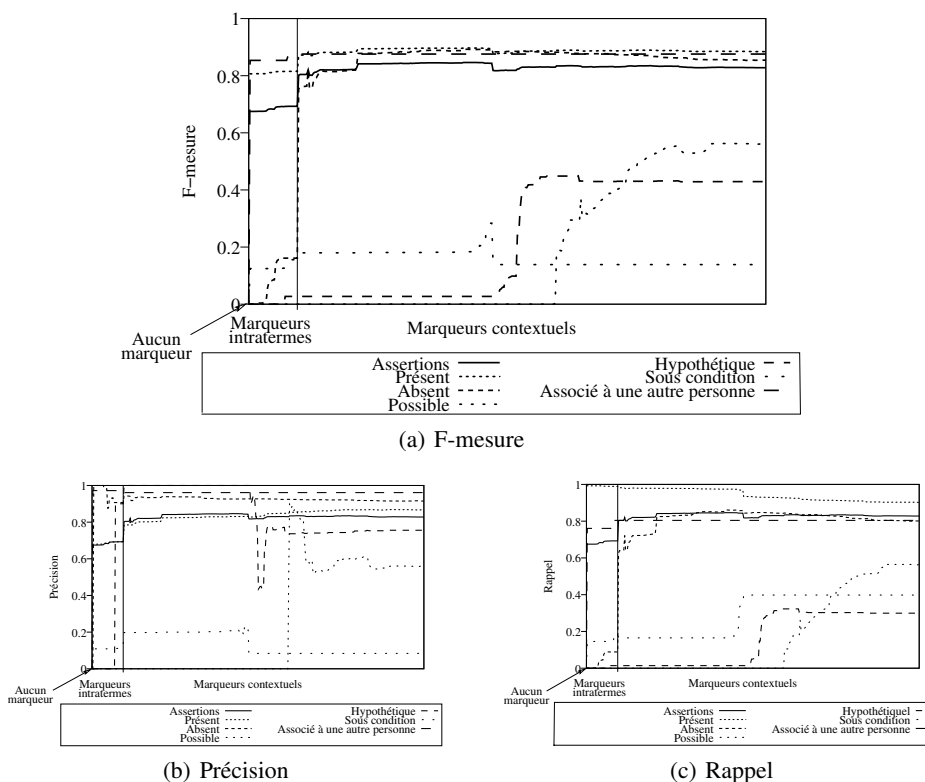 1
0.8
0.6
0.4
0.2
0
F−mesure
Aucun
marqueur
Marqueurs
intratermes
Marqueurs contextuels
Assertions
Présent
Absent
Possible
Hypothétique
Sous condition
Associé à une autre personne
(a) F-mesure
1
0.8
0.6
0.4
0.2
0
Précision
Aucun
marqueur
Marqueurs
intratermes
Marqueurs contextuels
Assertions
Présent
Absent
Possible
Hypothétique
Sous condition
Associé à une autre personne
(b) Précision
1
0.8
0.6
0.4
0.2
0
Rappel
Aucun
marqueur
Marqueurs
intratermes
Marqueurs contextuels
Assertions
Présent
Absent
Possible
Hypothétiquel
Sous condition
Associé à une autre personne
(c) Rappel